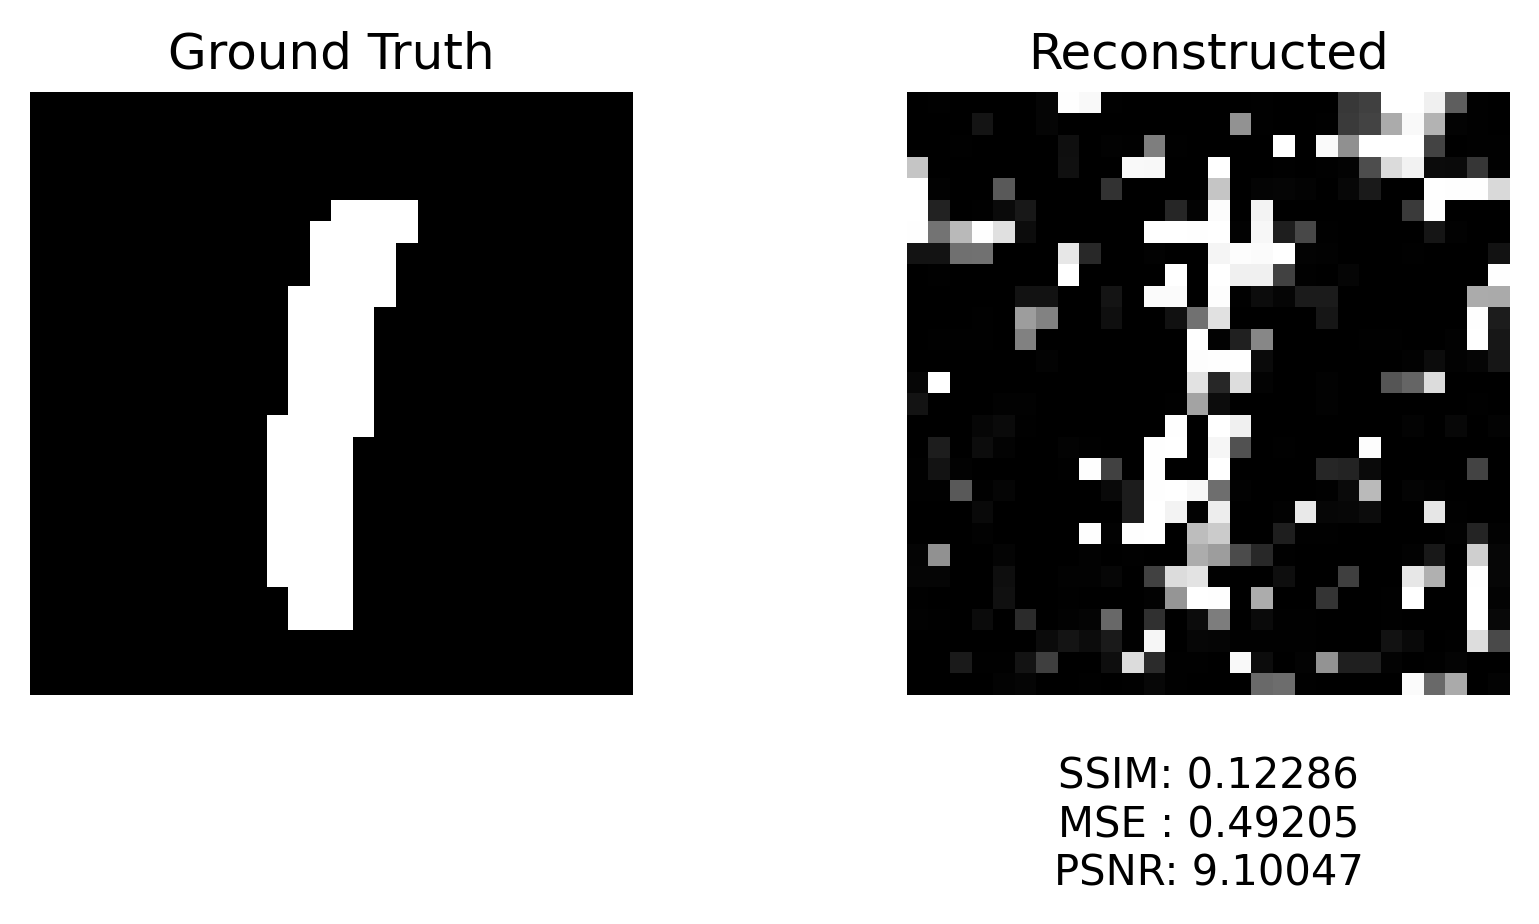 Ground Truth
Reconstructed
SSIM: 0.12286
MSE : 0.49205
PSNR: 9.10047